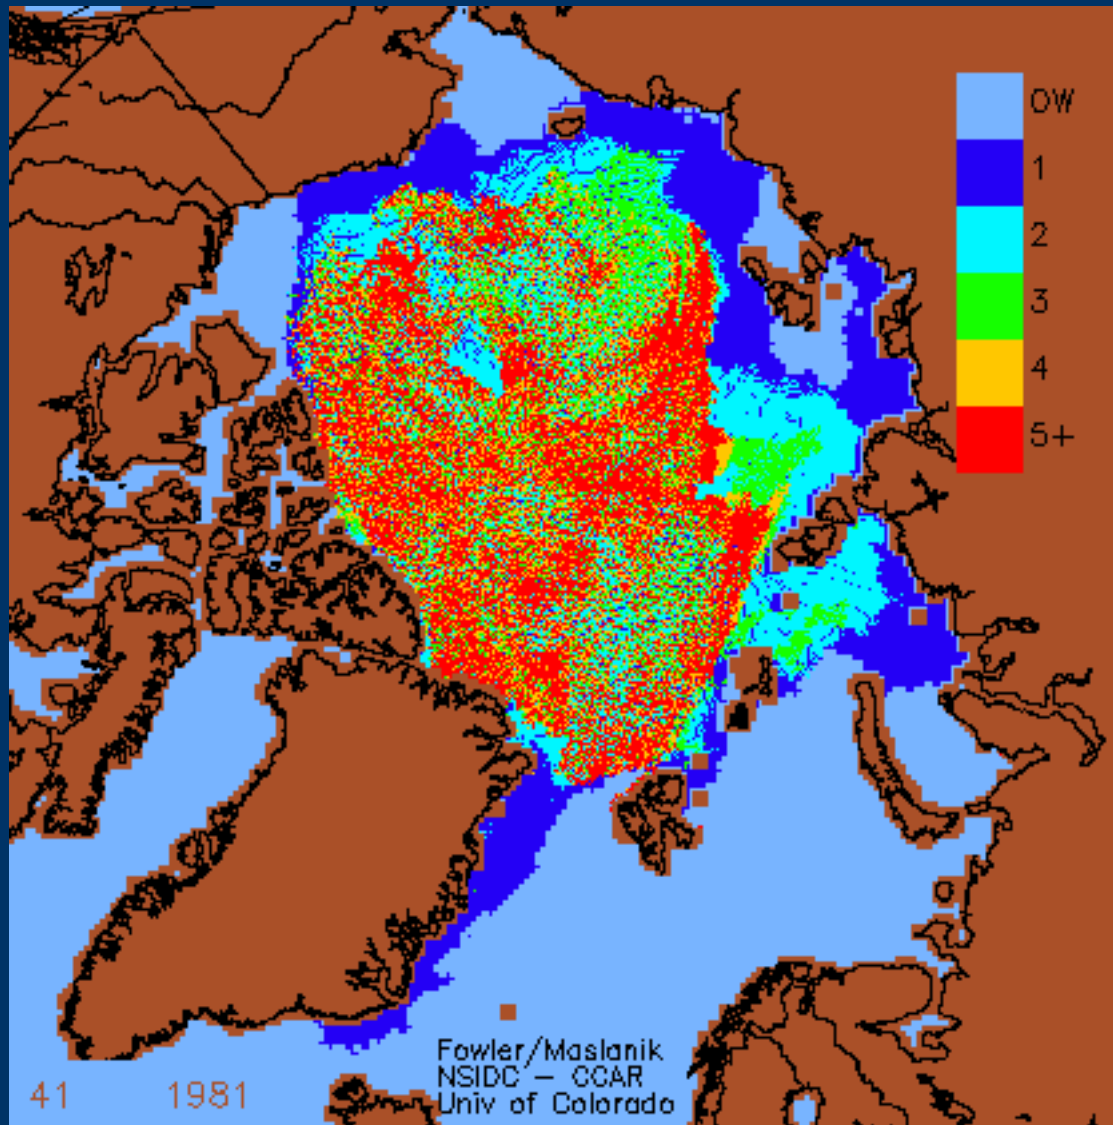 OW
1
2
3
4
5+
Fowler/Maslanik
NSIDC – CCAR
Univ of Colorado
41 1981